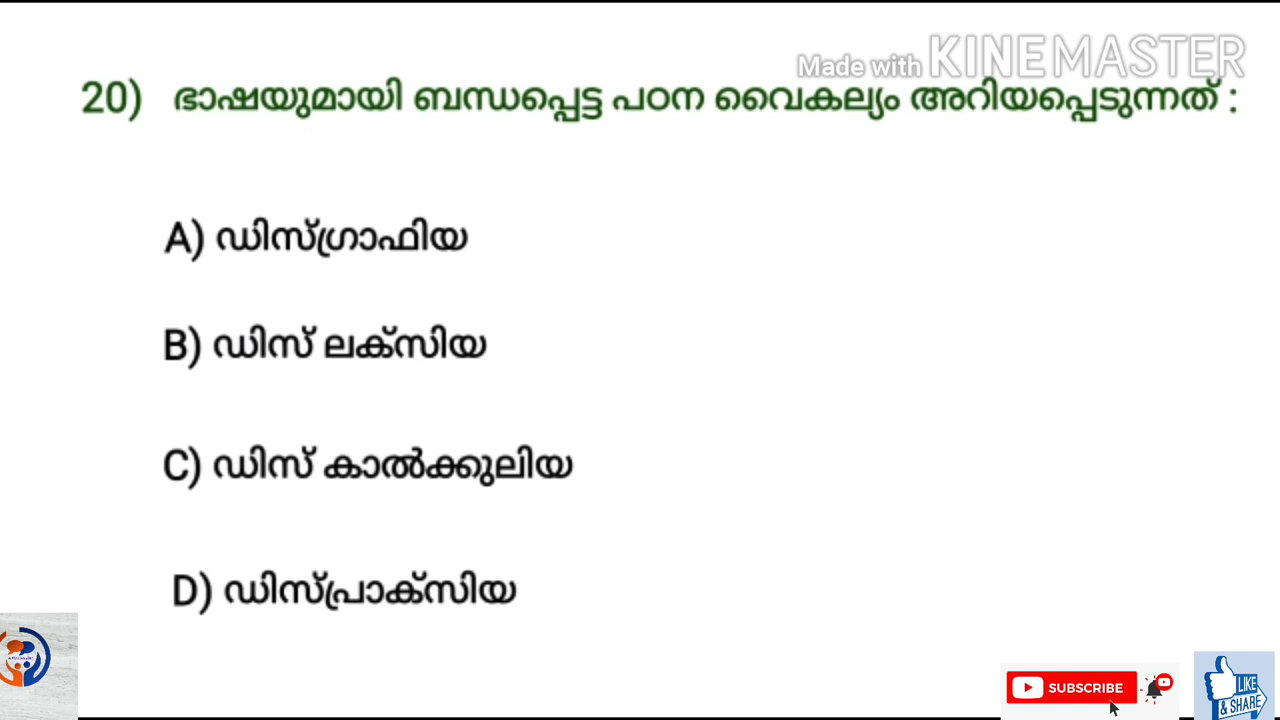 Made with KINEMASTER
20) ഭാഷയുമായി ബന്ധപ്പെട്ട പഠന വൈകല്യം അറിയപ്പെടുന്നത് :
A) ഡിസ്ഗ്രാഫിയ
B) ഡിസ് ലക്സിയ
C) ഡിസ് കാൽക്കുലിയ
D) ഡിസ്പ്രാക്സിയ
SUBSCRIBE
LIKE
& SHARE